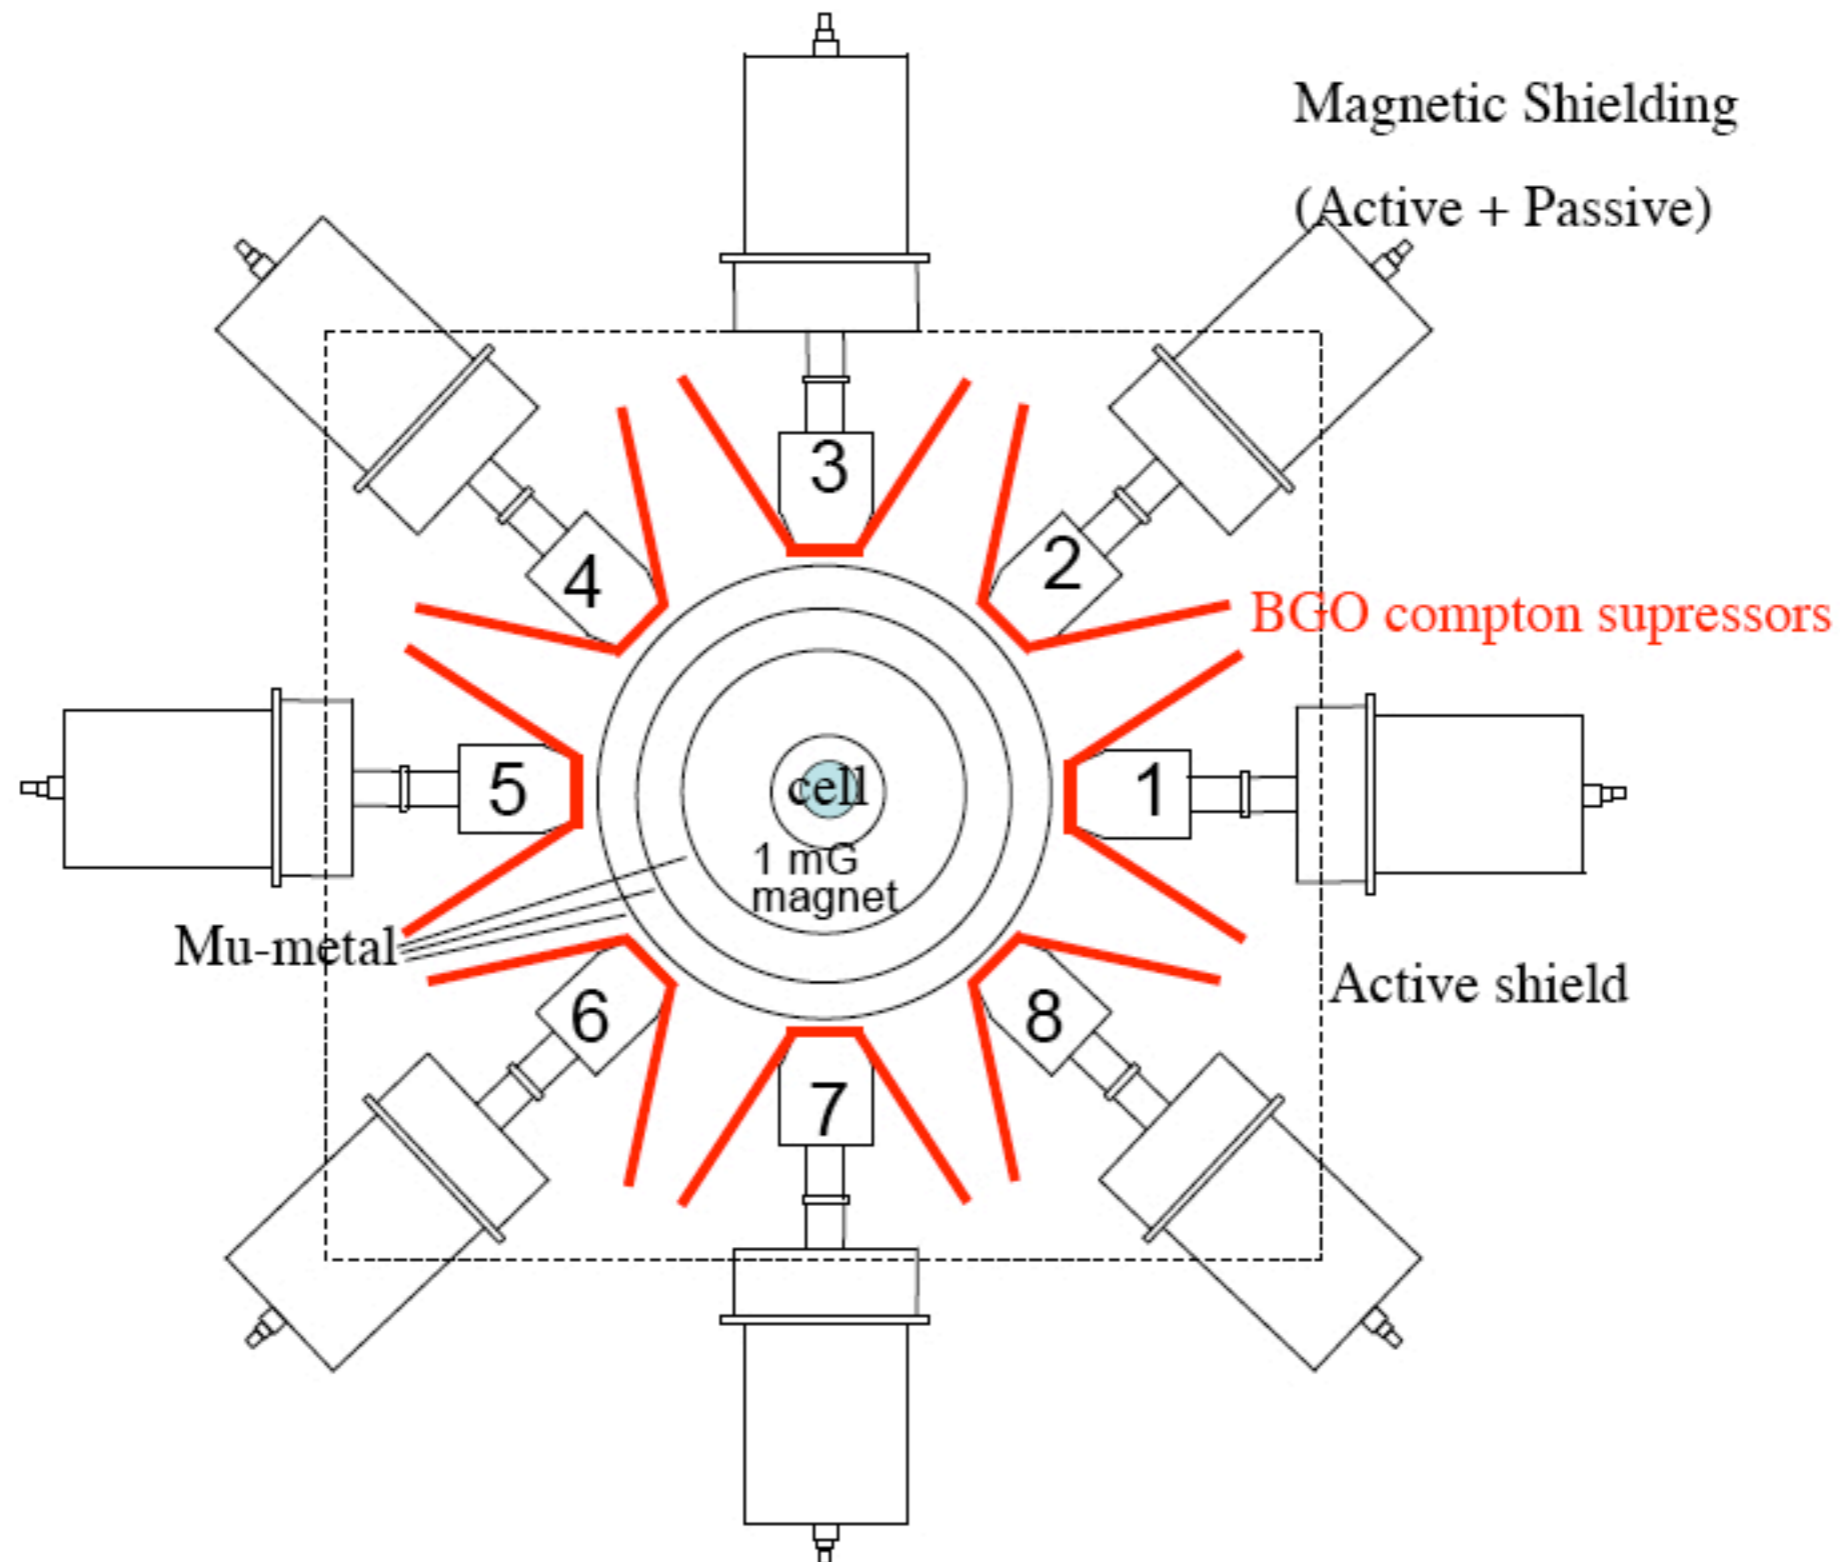 Magnetic Shielding
(Active + Passive)
3
2
4
BGO compton supressors
5
cell
1
1 mG
magnet
Mu-metal
Active shield
6
8
7